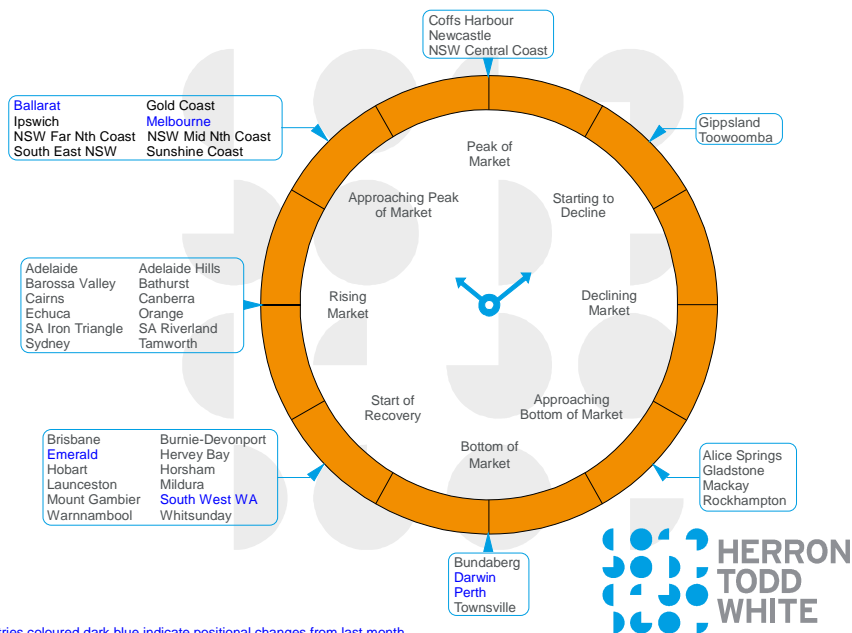 Coffs Harbour
Newcastle
NSW Central Coast
Ballarat Gold Coast
Ipswich Melbourne
NSW Far Nth Coast NSW Mid Nth Coast
South East NSW Sunshine Coast
Gippsland
Toowoomba
Peak of
Market
Approaching Peak
of Market
Starting to
Decline
Adelaide Adelaide Hills
Barossa Valley Bathurst
Cairns Canberra
Echuca Orange
SA Iron Triangle SA Riverland
Sydney Tamworth
Rising
Market
Declining
Market
Start of
Recovery
Approaching
Bottom of Market
Bottom of
Market
Brisbane Burnie-Devonport
Emerald Hervey Bay
Hobart Horsham
Launceston Mildura
Mount Gambier South West WA
Warnnambool Whitsunday
Alice Springs
Gladstone
Mackay
Rockhampton
Bundaberg
Darwin
Perth
Townsville
HERRON
TODD
WHITE
coloured dark blue indicate positional changes from last month